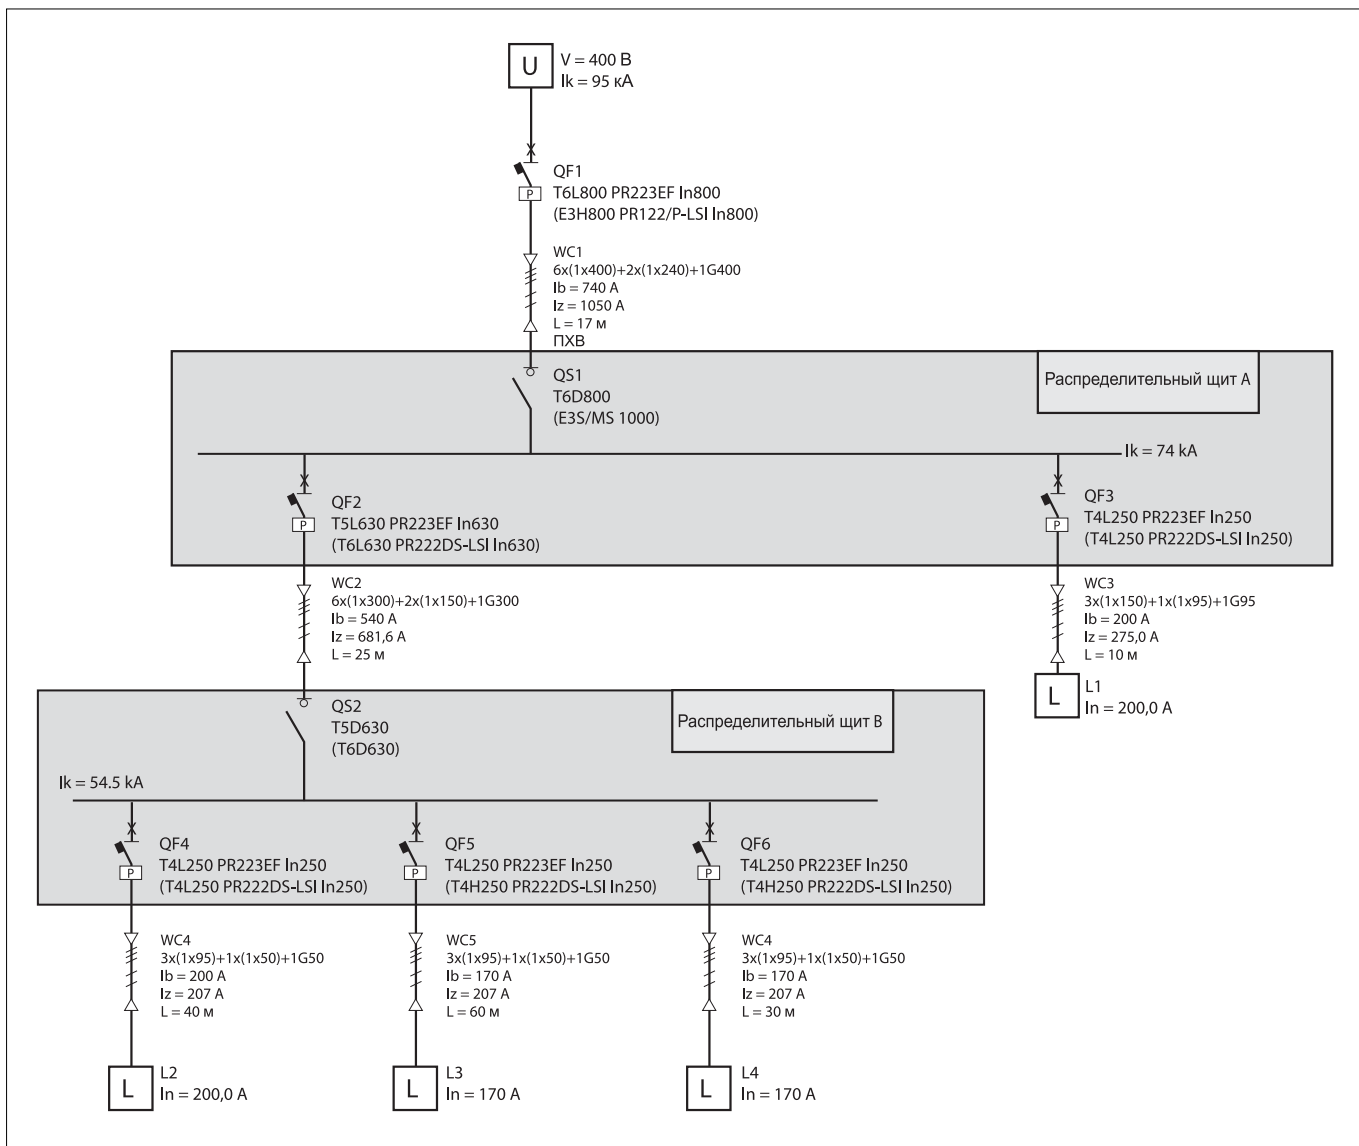 U
V = 400 В
Ik = 95 кА
QF1
T6L800 PR223EF In800
(E3H800 PR122/P-LSI In800)
P
WC1
6x(1x400)+2x(1x240)+1G400
Ib = 740 A
Iz = 1050 A
L = 17 м
ПХВ
QS1
T6D800
(E3S/MS 1000)
Распределительный щит А
Ik = 74 kA
QF2
T5L630 PR223EF In630
(T6L630 PR222DS-LSI In630)
P
QF3
T4L250 PR223EF In250
(T4L250 PR222DS-LSI In250)
P
WC2
6x(1x300)+2x(1x150)+1G300
Ib = 540 A
Iz = 681,6 A
L = 25 м
WC3
3x(1x150)+1x(1x95)+1G95
Ib = 200 A
Iz = 275,0 A
L = 10 м
L
L1
In = 200,0 A
QS2
T5D630
(T6D630)
Распределительный щит В
Ik = 54.5 kA
QF4
T4L250 PR223EF In250
(T4L250 PR222DS-LSI In250)
P
QF5
T4L250 PR223EF In250
(T4H250 PR222DS-LSI In250)
P
QF6
T4L250 PR223EF In250
(T4H250 PR222DS-LSI In250)
P
WC4
3x(1x95)+1x(1x50)+1G50
Ib = 200 A
Iz = 207 A
L = 40 м
WC5
3x(1x95)+1x(1x50)+1G50
Ib = 170 A
Iz = 207 A
L = 60 м
WC4
3x(1x95)+1x(1x50)+1G50
Ib = 170 A
Iz = 207 A
L = 30 м
L
L2
In = 200,0 A
L
L3
In = 170 A
L
L4
In = 170 A